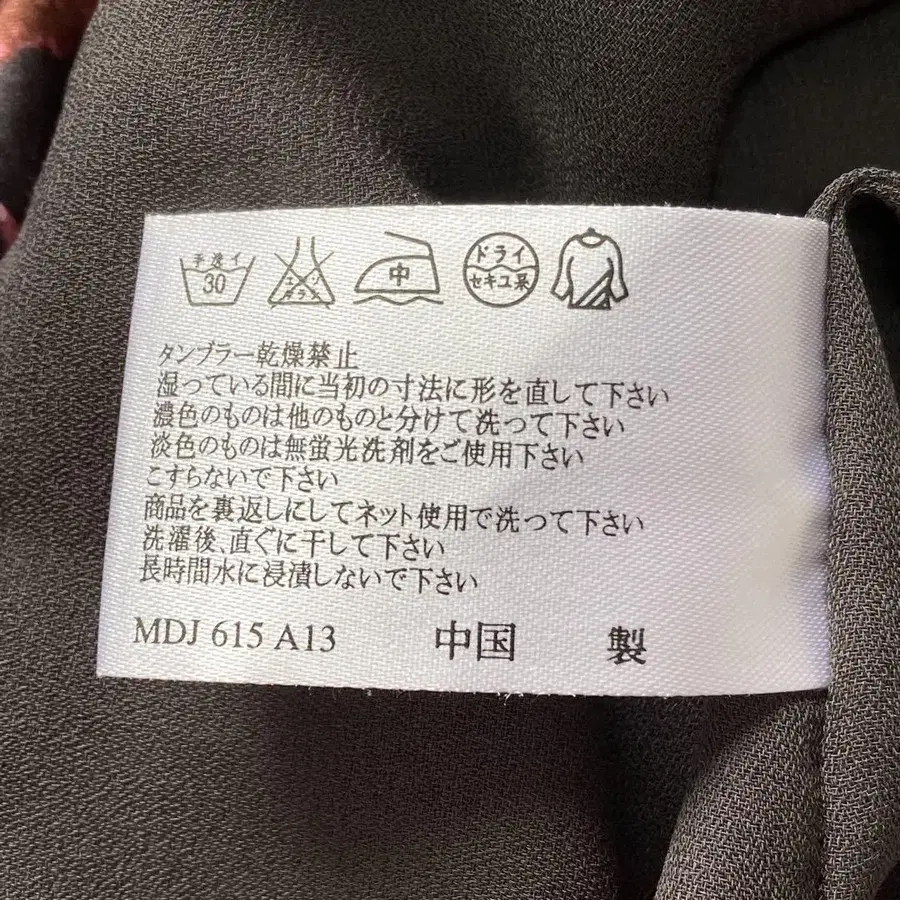 手洗イ 30
エンソ サラシ
中
ドライ
セキユ系
タンブラー乾燥禁止
湿っている間に当初の寸法に形を直して下さい
濃色のものは他のものと分けて洗って下さい
淡色のものは無蛍光洗剤をご使用下さい
こすらないで下さい
商品を裏返しにしてネット使用で洗って下さい
洗濯後、直ぐに干して下さい
長時間水に浸漬しないで下さい
MDJ 615 A13 中国 製